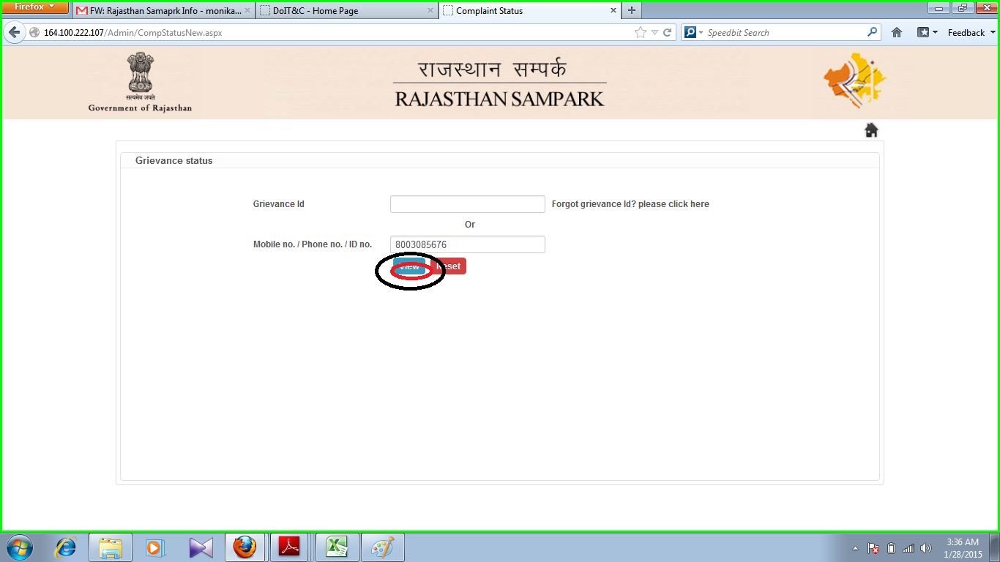 Firefox
FW: Rajasthan Samaprk Info - monika...
DoIT&C - Home Page
Complaint Status
164.100.222.107/Admin/CompStatusNew.aspx
Speedbit Search
Feedback
सत्यमेव जयते
Government of Rajasthan
राजस्थान सम्पर्क
RAJASTHAN SAMPARK
Grievance status
Grievance Id
Forgot grievance Id? please click here
Or
Mobile no. / Phone no. / ID no.
8003085676
View
Reset
3:36 AM
1/28/2015